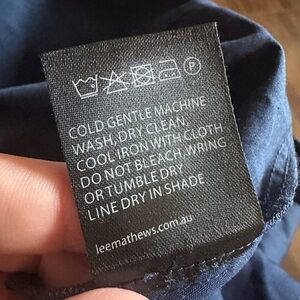 P
COLD GENTLE MACHINE
WASH, DRY CLEAN,
COOL IRON WITH CLOTH
DO NOT BLEACH, WRING
OR TUMBLE DRY
LINE DRY IN SHADE
leemathews.com.au